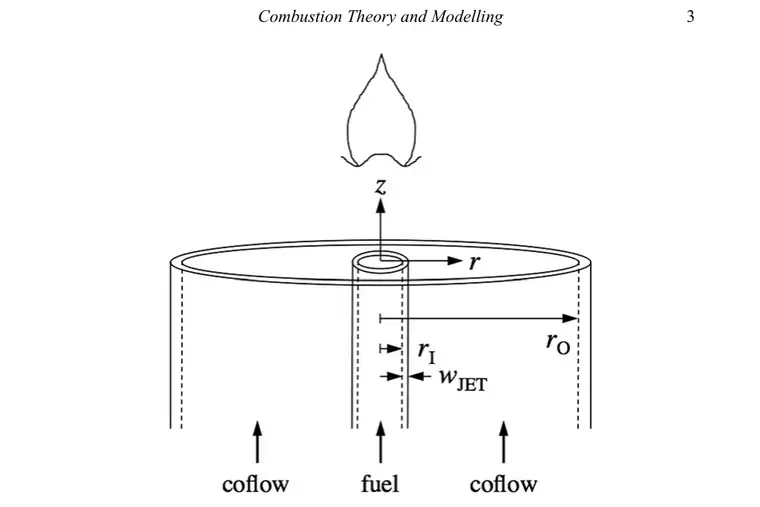 Combustion Theory and Modelling 3
z
r
r_O
r_I
w_JET
coflow fuel coflow